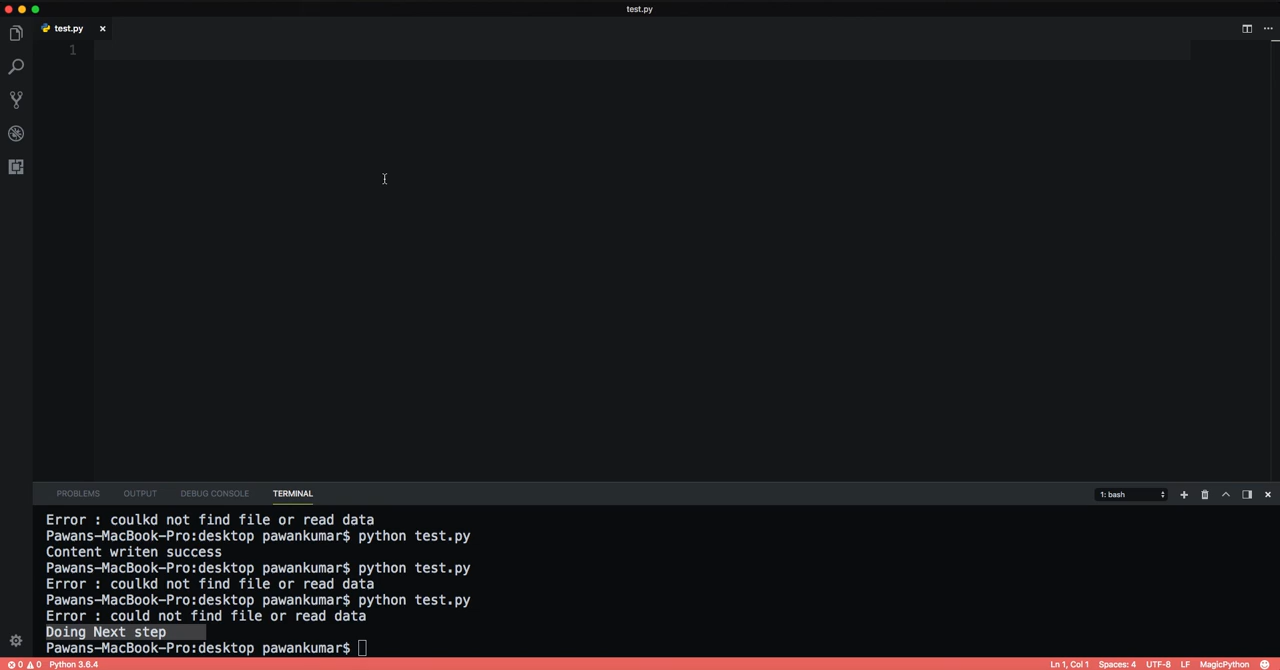 test.py
test.py
1
PROBLEMS OUTPUT DEBUG CONSOLE TERMINAL 1: bash
Error : coulkd not find file or read data
Pawans-MacBook-Pro:desktop pawankumar$ python test.py
Content writen success
Pawans-MacBook-Pro:desktop pawankumar$ python test.py
Error : coulkd not find file or read data
Pawans-MacBook-Pro:desktop pawankumar$ python test.py
Error : could not find file or read data
Doing Next step
Pawans-MacBook-Pro:desktop pawankumar$
0 0 Python 3.6.4 Ln 1, Col 1 Spaces: 4 UTF-8 LF MagicPython